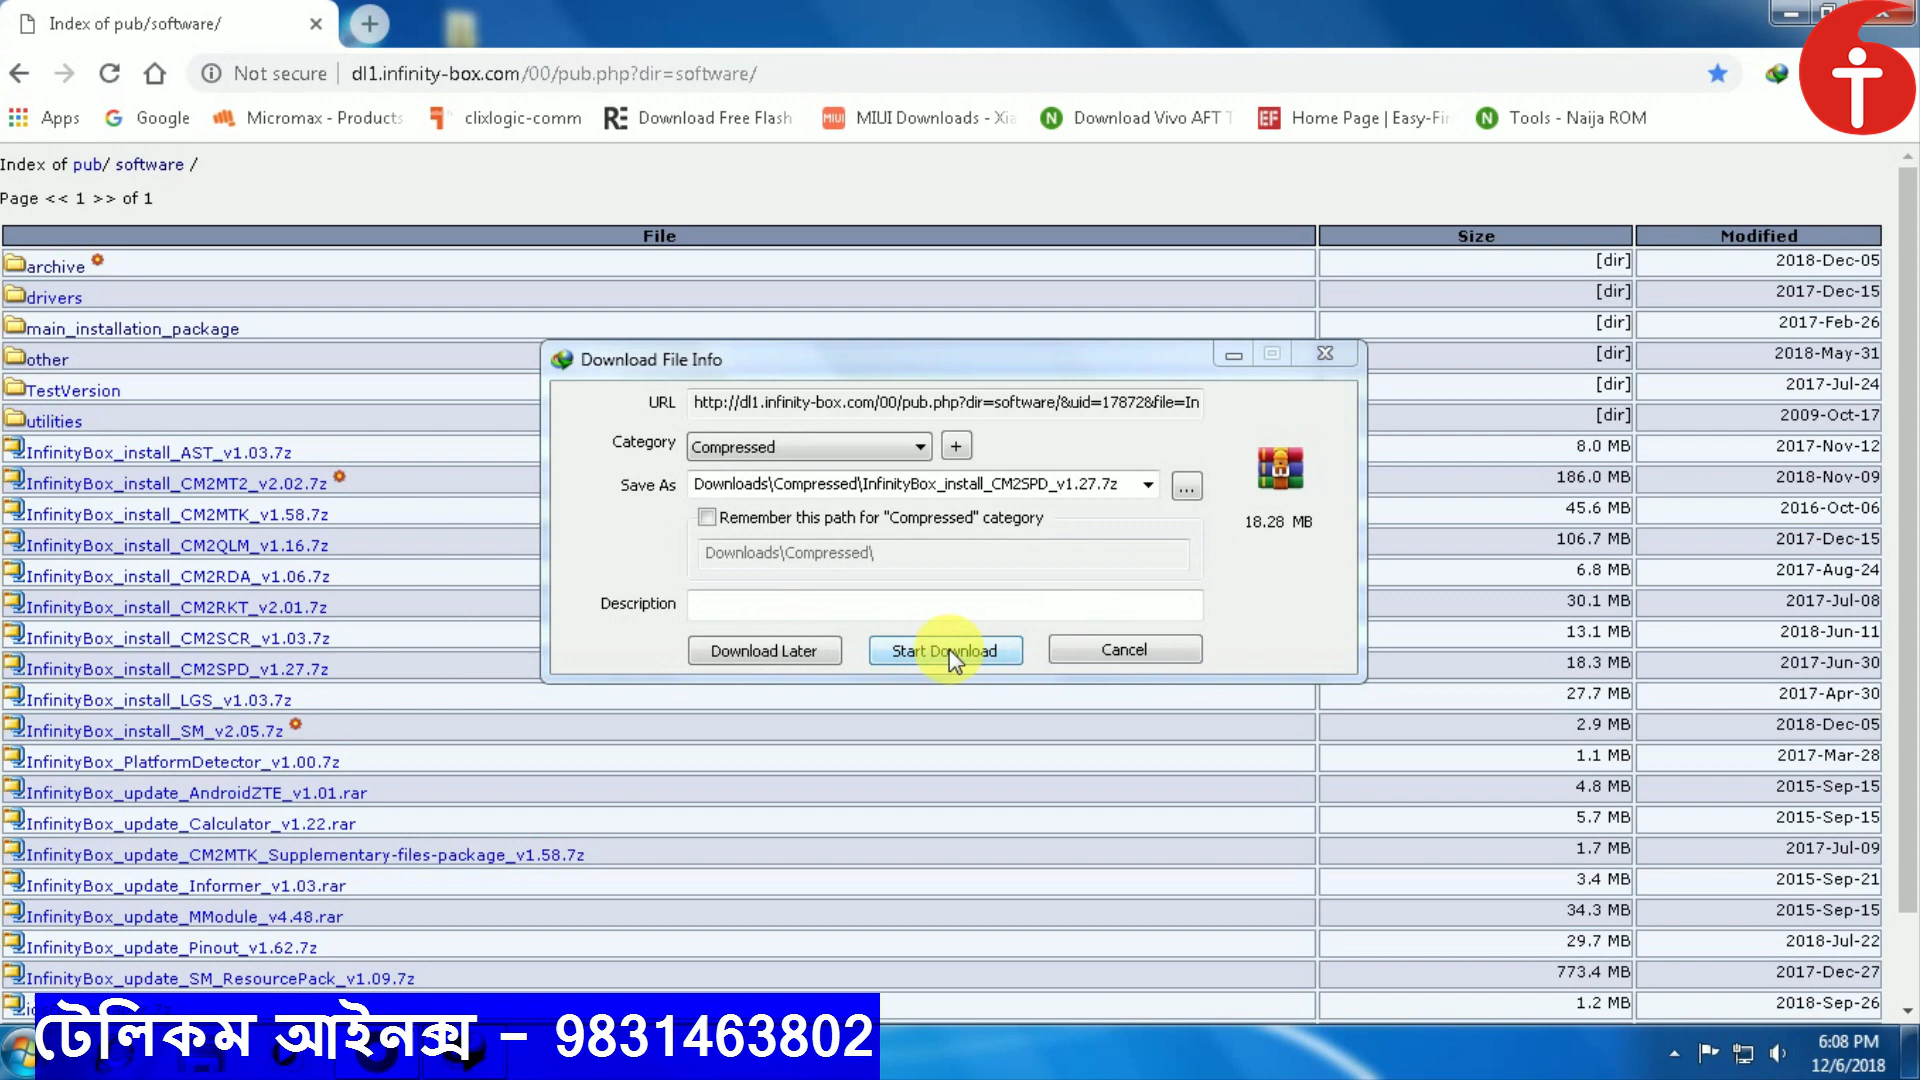 Index of pub/software/
Not secure | dl1.infinity-box.com/00/pub.php?dir=software/
Apps Google Micromax - Products clixlogic-comm Download Free Flash MIUI Downloads - Xia Download Vivo AFT T Home Page | Easy-Fir Tools - Naija ROM
Index of pub/ software /
Page << 1 >> of 1
File Size Modified
archive [dir] 2018-Dec-05
drivers [dir] 2017-Dec-15
main_installation_package [dir] 2017-Feb-26
other [dir] 2018-May-31
TestVersion [dir] 2017-Jul-24
utilities [dir] 2009-Oct-17
InfinityBox_install_AST_v1.03.7z 8.0 MB 2017-Nov-12
InfinityBox_install_CM2MT2_v2.02.7z 186.0 MB 2018-Nov-09
InfinityBox_install_CM2MTK_v1.58.7z 45.6 MB 2016-Oct-06
InfinityBox_install_CM2QLM_v1.16.7z 106.7 MB 2017-Dec-15
InfinityBox_install_CM2RDA_v1.06.7z 6.8 MB 2017-Aug-24
InfinityBox_install_CM2RKT_v2.01.7z 30.1 MB 2017-Jul-08
InfinityBox_install_CM2SCR_v1.03.7z 13.1 MB 2018-Jun-11
InfinityBox_install_CM2SPD_v1.27.7z 18.3 MB 2017-Jun-30
InfinityBox_install_LGS_v1.03.7z 27.7 MB 2017-Apr-30
InfinityBox_install_SM_v2.05.7z 2.9 MB 2018-Dec-05
InfinityBox_PlatformDetector_v1.00.7z 1.1 MB 2017-Mar-28
InfinityBox_update_AndroidZTE_v1.01.rar 4.8 MB 2015-Sep-15
InfinityBox_update_Calculator_v1.22.rar 5.7 MB 2015-Sep-15
InfinityBox_update_CM2MTK_Supplementary-files-package_v1.58.7z 1.7 MB 2017-Jul-09
InfinityBox_update_Informer_v1.03.rar 3.4 MB 2015-Sep-21
InfinityBox_update_MModule_v4.48.rar 34.3 MB 2015-Sep-15
InfinityBox_update_Pinout_v1.62.7z 29.7 MB 2018-Jul-22
InfinityBox_update_SM_ResourcePack_v1.09.7z 773.4 MB 2017-Dec-27
1.2 MB 2018-Sep-26
Download File Info
URL http://dl1.infinity-box.com/00/pub.php?dir=software/&uid=17872&file=In
Category Compressed +
Save As Downloads\Compressed\InfinityBox_install_CM2SPD_v1.27.7z ...
Remember this path for "Compressed" category
18.28 MB
Downloads\Compressed\
Description
Download Later Start Download Cancel
টেলিকম আইনক্স - 9831463802
6:08 PM
12/6/2018